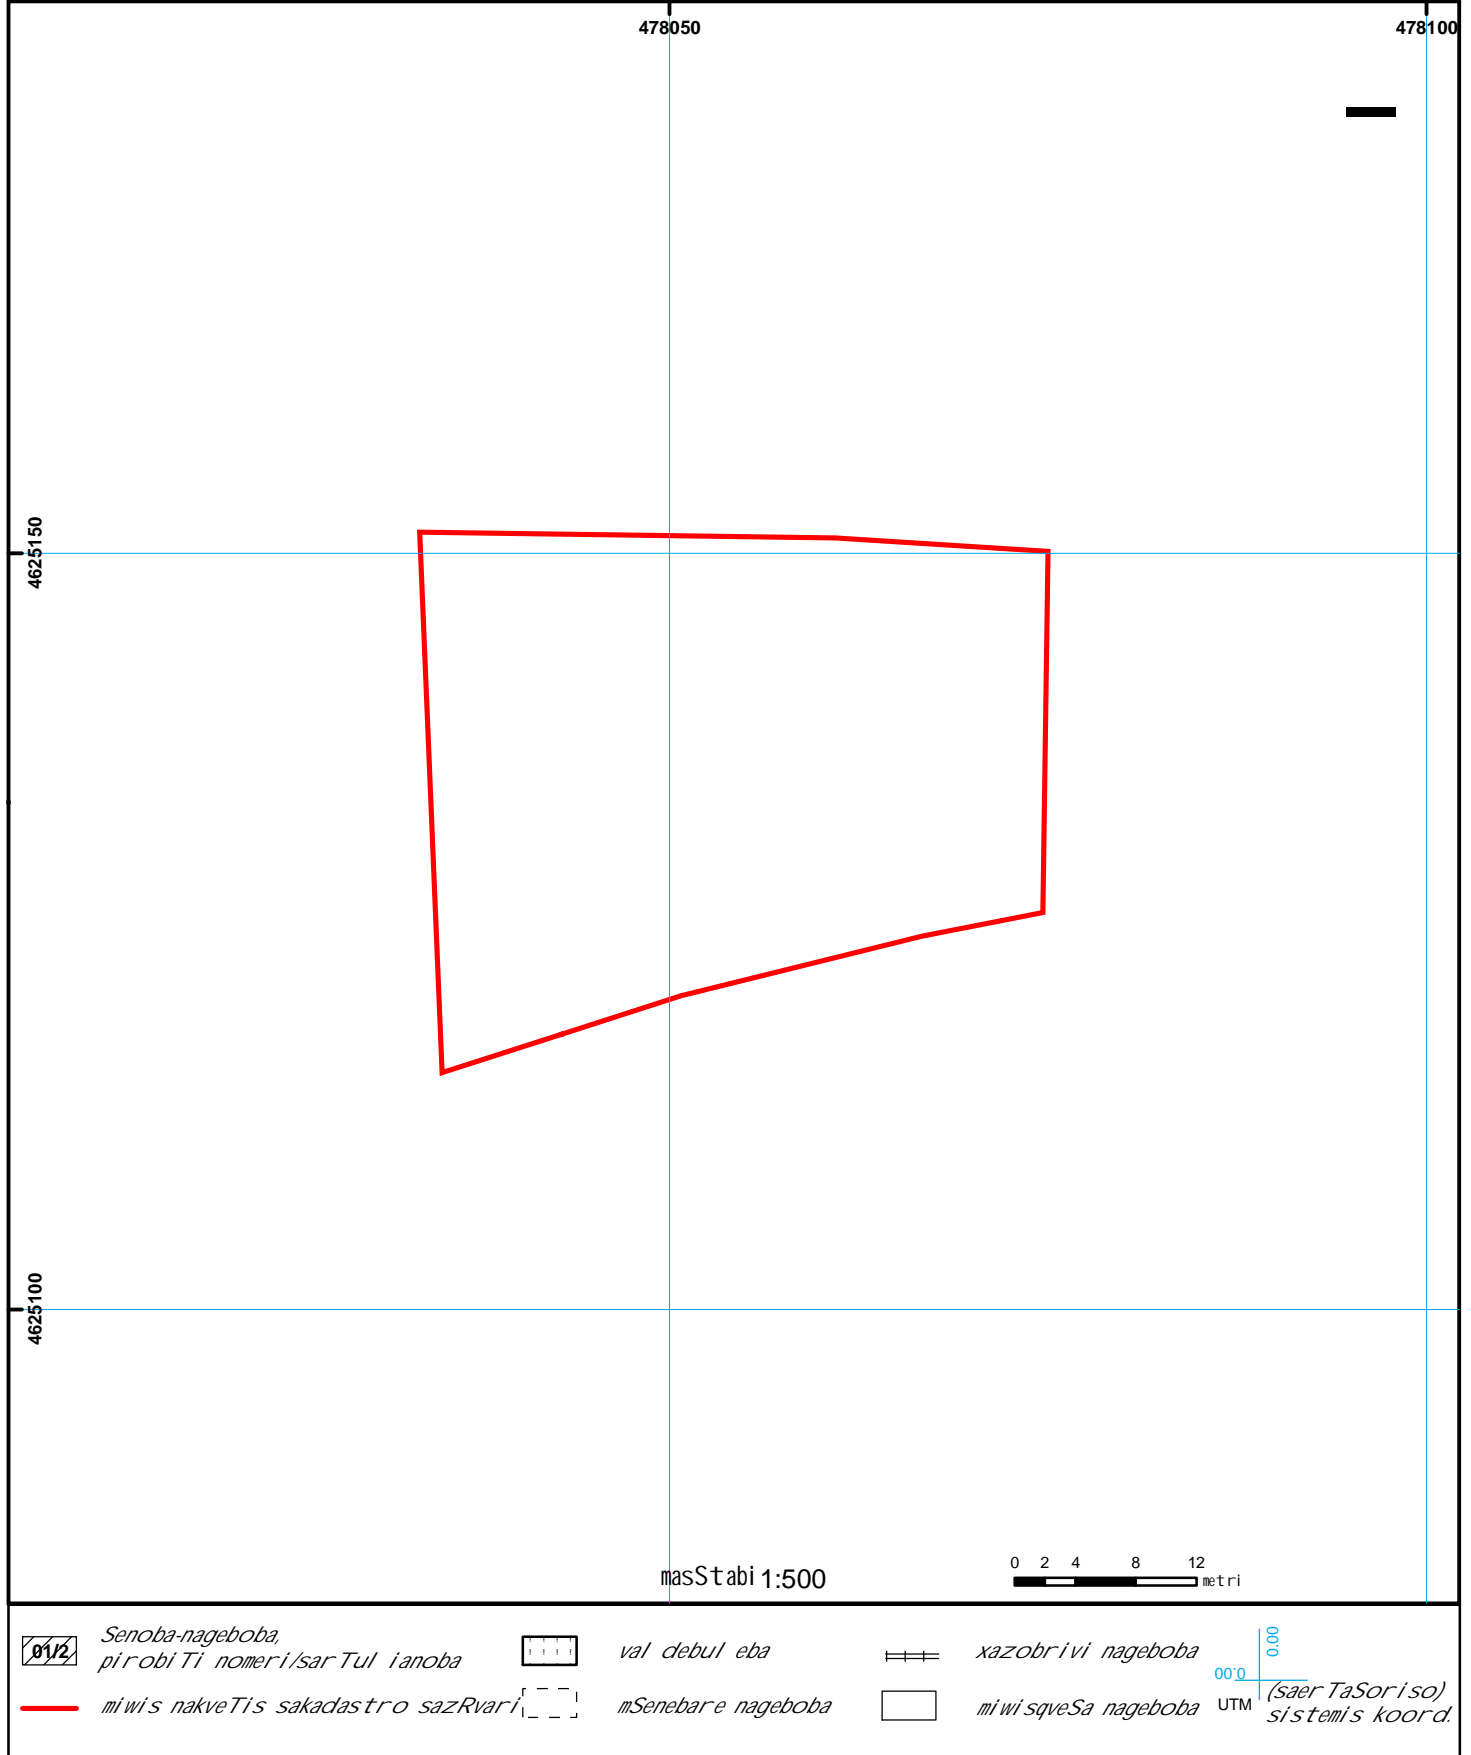 478050
478100
4625150
4625100
masStabi 1:500
0 2 4 8 12
metri
01/2
Senoba-nageboba,
pirobiTi nomeri/sarTulianoba
valdebuleba
xazobrivi nageboba
00.0
0.00
miwis nakveTis sakadastro sazRvari
mSenebare nageboba
miwisqveSa nageboba
UTM
(saerTaSoriso)
sistemis koord.